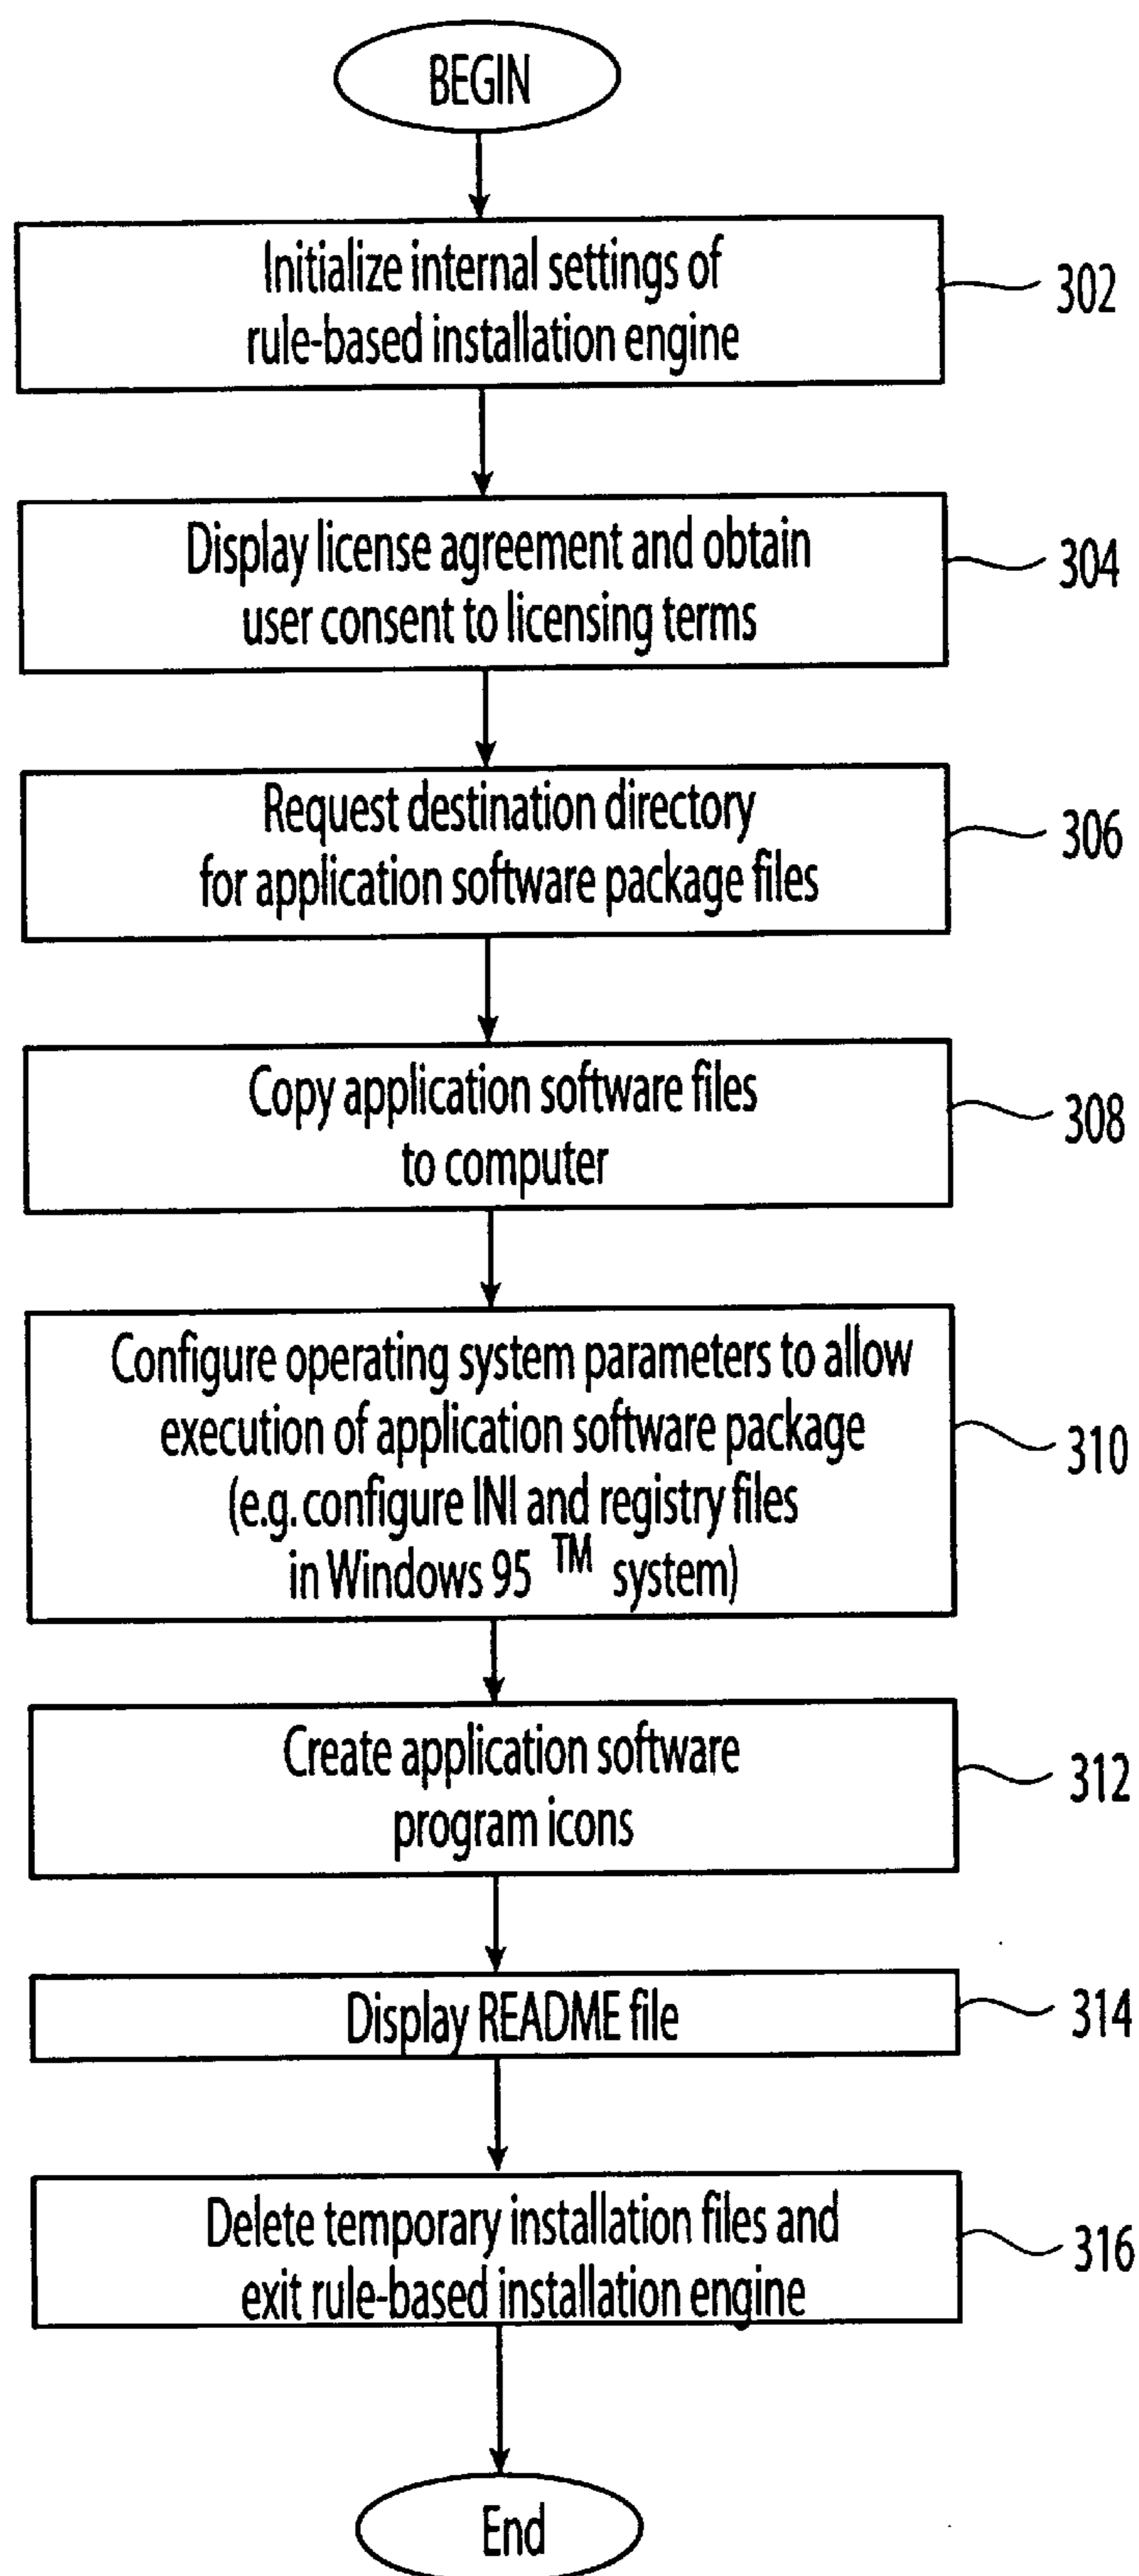 BEGIN
Initialize internal settings of
rule-based installation engine
302
Display license agreement and obtain
user consent to licensing terms
304
Request destination directory
for application software package files
306
Copy application software files
to computer
308
Configure operating system parameters to allow
execution of application software package
(e.g. configure INI and registry files
in Windows 95 ™ system)
310
Create application software
program icons
312
Display README file
314
Delete temporary installation files and
exit rule-based installation engine
316
End